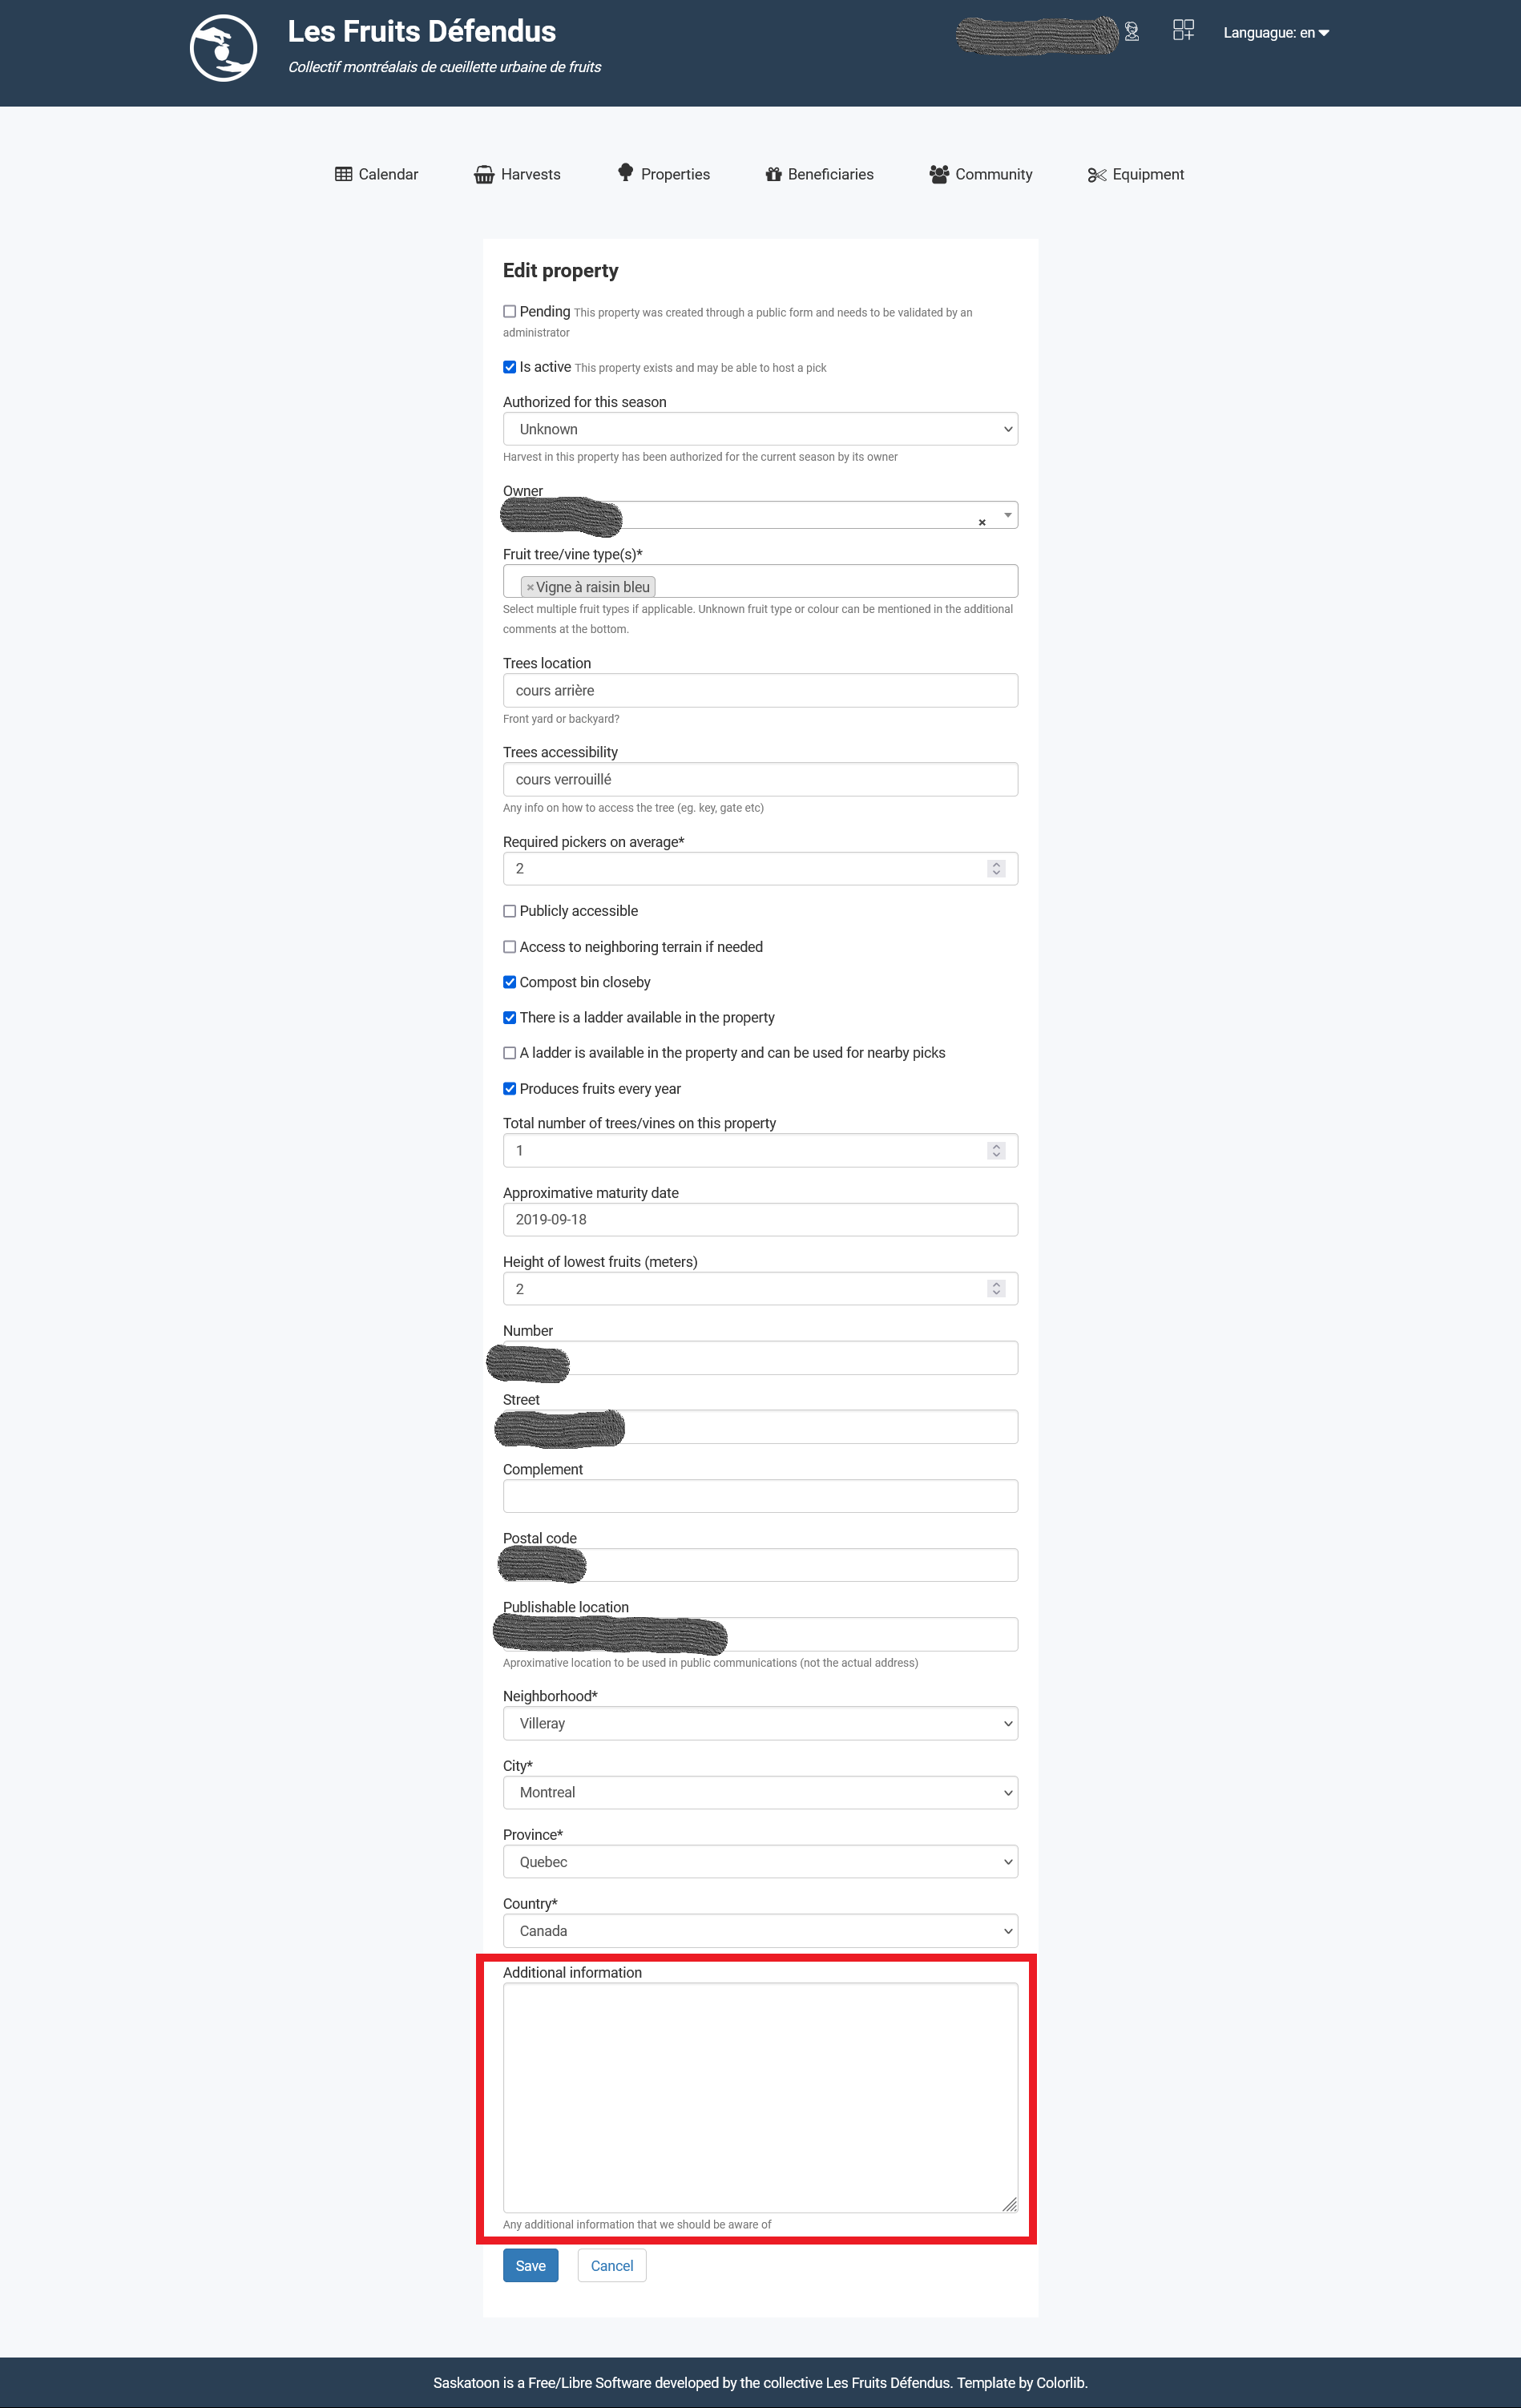 Les Fruits Défendus
Collectif montréalais de cueillette urbaine de fruits
Languague: en
Calendar
Harvests
Properties
Beneficiaries
Community
Equipment
Edit property
Pending This property was created through a public form and needs to be validated by an
administrator
Is active This property exists and may be able to host a pick
Authorized for this season
Unknown
Harvest in this property has been authorized for the current season by its owner
Owner
×
Fruit tree/vine type(s)*
×Vigne à raisin bleu
Select multiple fruit types if applicable. Unknown fruit type or colour can be mentioned in the additional
comments at the bottom.
Trees location
cours arrière
Front yard or backyard?
Trees accessibility
cours verrouillé
Any info on how to access the tree (eg. key, gate etc)
Required pickers on average*
2
Publicly accessible
Access to neighboring terrain if needed
Compost bin closeby
There is a ladder available in the property
A ladder is available in the property and can be used for nearby picks
Produces fruits every year
Total number of trees/vines on this property
1
Approximative maturity date
2019-09-18
Height of lowest fruits (meters)
2
Number
Street
Complement
Postal code
Publishable location
Aproximative location to be used in public communications (not the actual address)
Neighborhood*
Villeray
City*
Montreal
Province*
Quebec
Country*
Canada
Additional information
Any additional information that we should be aware of
Save
Cancel
Saskatoon is a Free/Libre Software developed by the collective Les Fruits Défendus. Template by Colorlib.